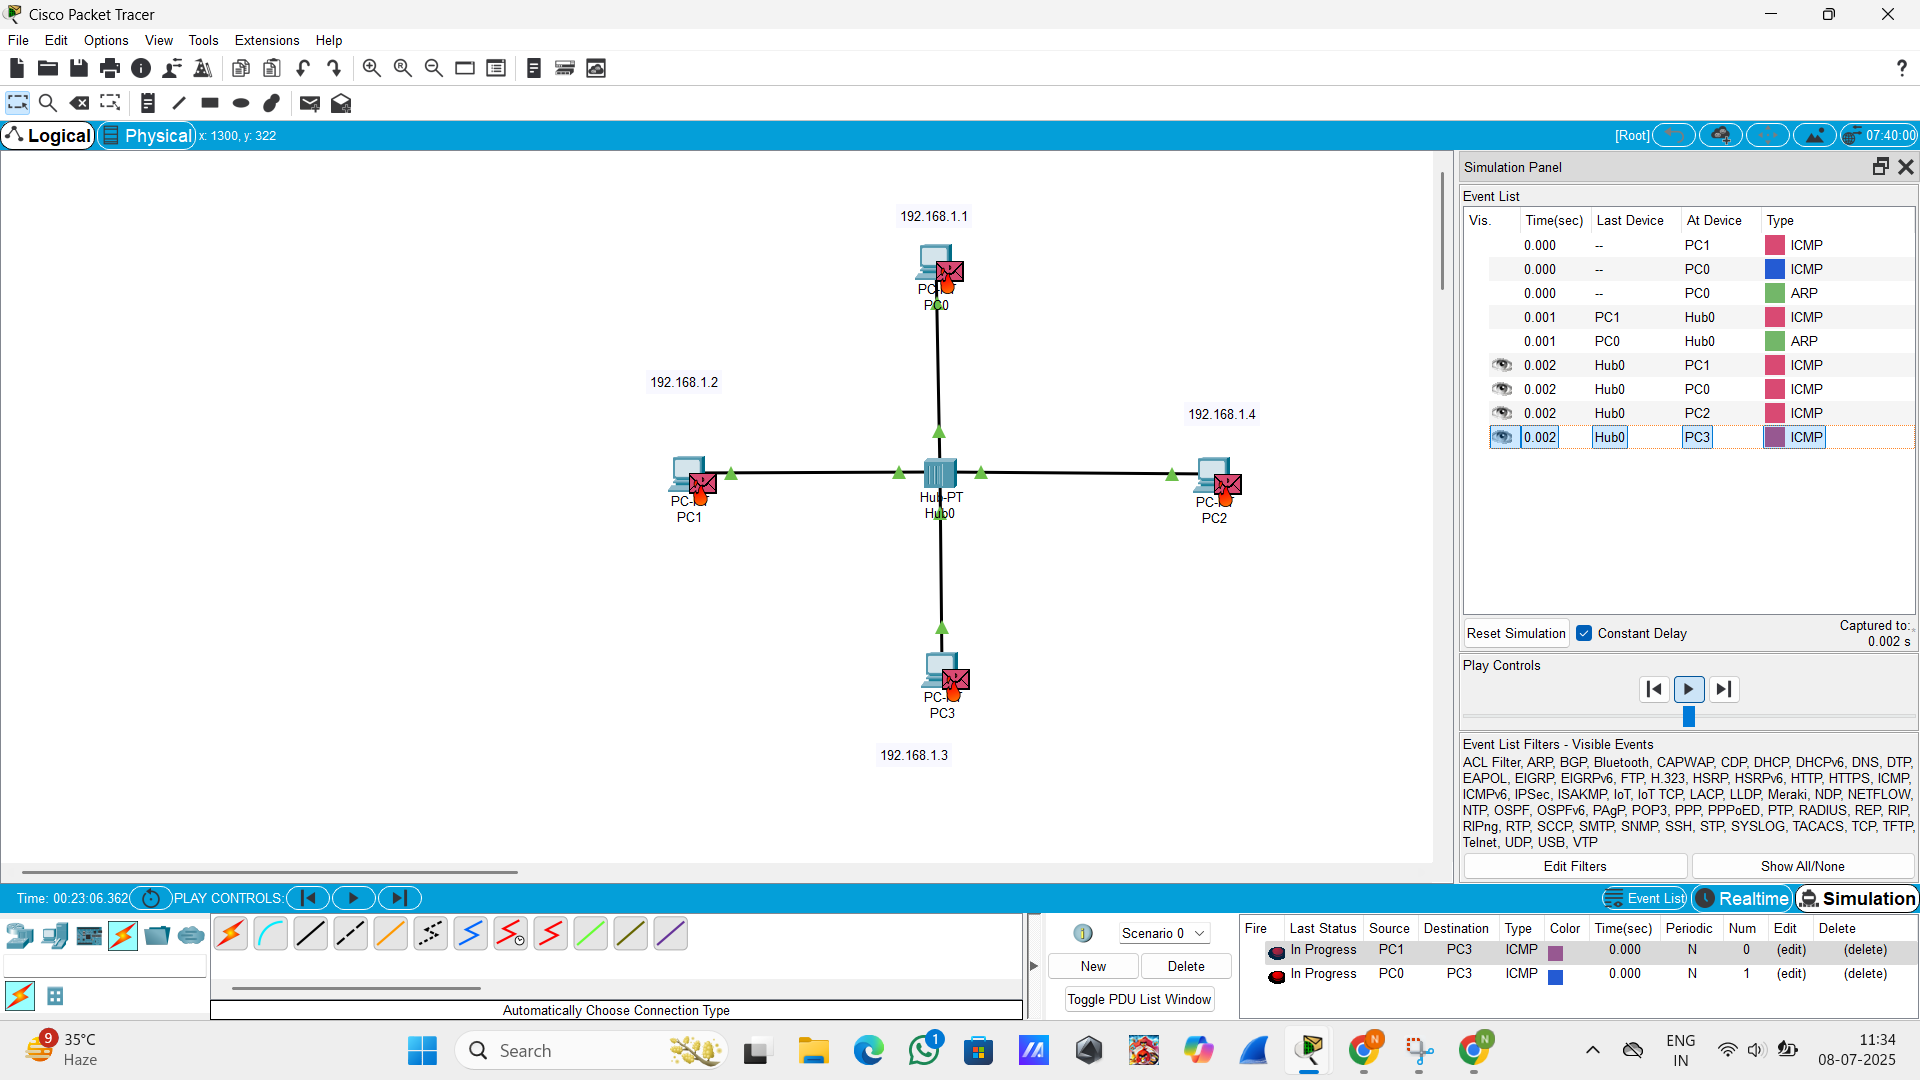 Cisco Packet Tracer
File Edit Options View Tools Extensions Help
Logical Physical x: 1300, y: 322 [Root] 07:40:00
192.168.1.1
PC0
192.168.1.2
192.168.1.4
PC1
Hub-PT
Hub0
PC2
PC3
192.168.1.3
Simulation Panel
Event List
Vis. Time(sec) Last Device At Device Type
0.000 -- PC1 ICMP
0.000 -- PC0 ICMP
0.000 -- PC0 ARP
0.001 PC1 Hub0 ICMP
0.001 PC0 Hub0 ARP
0.002 Hub0 PC1 ICMP
0.002 Hub0 PC0 ICMP
0.002 Hub0 PC2 ICMP
0.002 Hub0 PC3 ICMP
Reset Simulation Constant Delay Captured to:
0.002 s
Play Controls
Event List Filters - Visible Events
ACL Filter, ARP, BGP, Bluetooth, CAPWAP, CDP, DHCP, DHCPv6, DNS, DTP,
EAPOL, EIGRP, EIGRPv6, FTP, H.323, HSRP, HSRPv6, HTTP, HTTPS, ICMP,
ICMPv6, IPSec, ISAKMP, IoT, IoT TCP, LACP, LLDP, Meraki, NDP, NETFLOW,
NTP, OSPF, OSPFv6, PAgP, POP3, PPP, PPPoED, PTP, RADIUS, REP, RIP,
RIPng, RTP, SCCP, SMTP, SNMP, SSH, STP, SYSLOG, TACACS, TCP, TFTP,
Telnet, UDP, USB, VTP
Edit Filters Show All/None
Time: 00:23:06.362 PLAY CONTROLS: Event List Realtime Simulation
Scenario 0
New Delete
Toggle PDU List Window
Fire Last Status Source Destination Type Color Time(sec) Periodic Num Edit Delete
In Progress PC1 PC3 ICMP 0.000 N 0 (edit) (delete)
In Progress PC0 PC3 ICMP 0.000 N 1 (edit) (delete)
Automatically Choose Connection Type
9 35°C
Haze
Search
1
N
N
ENG
IN
11:34
08-07-2025